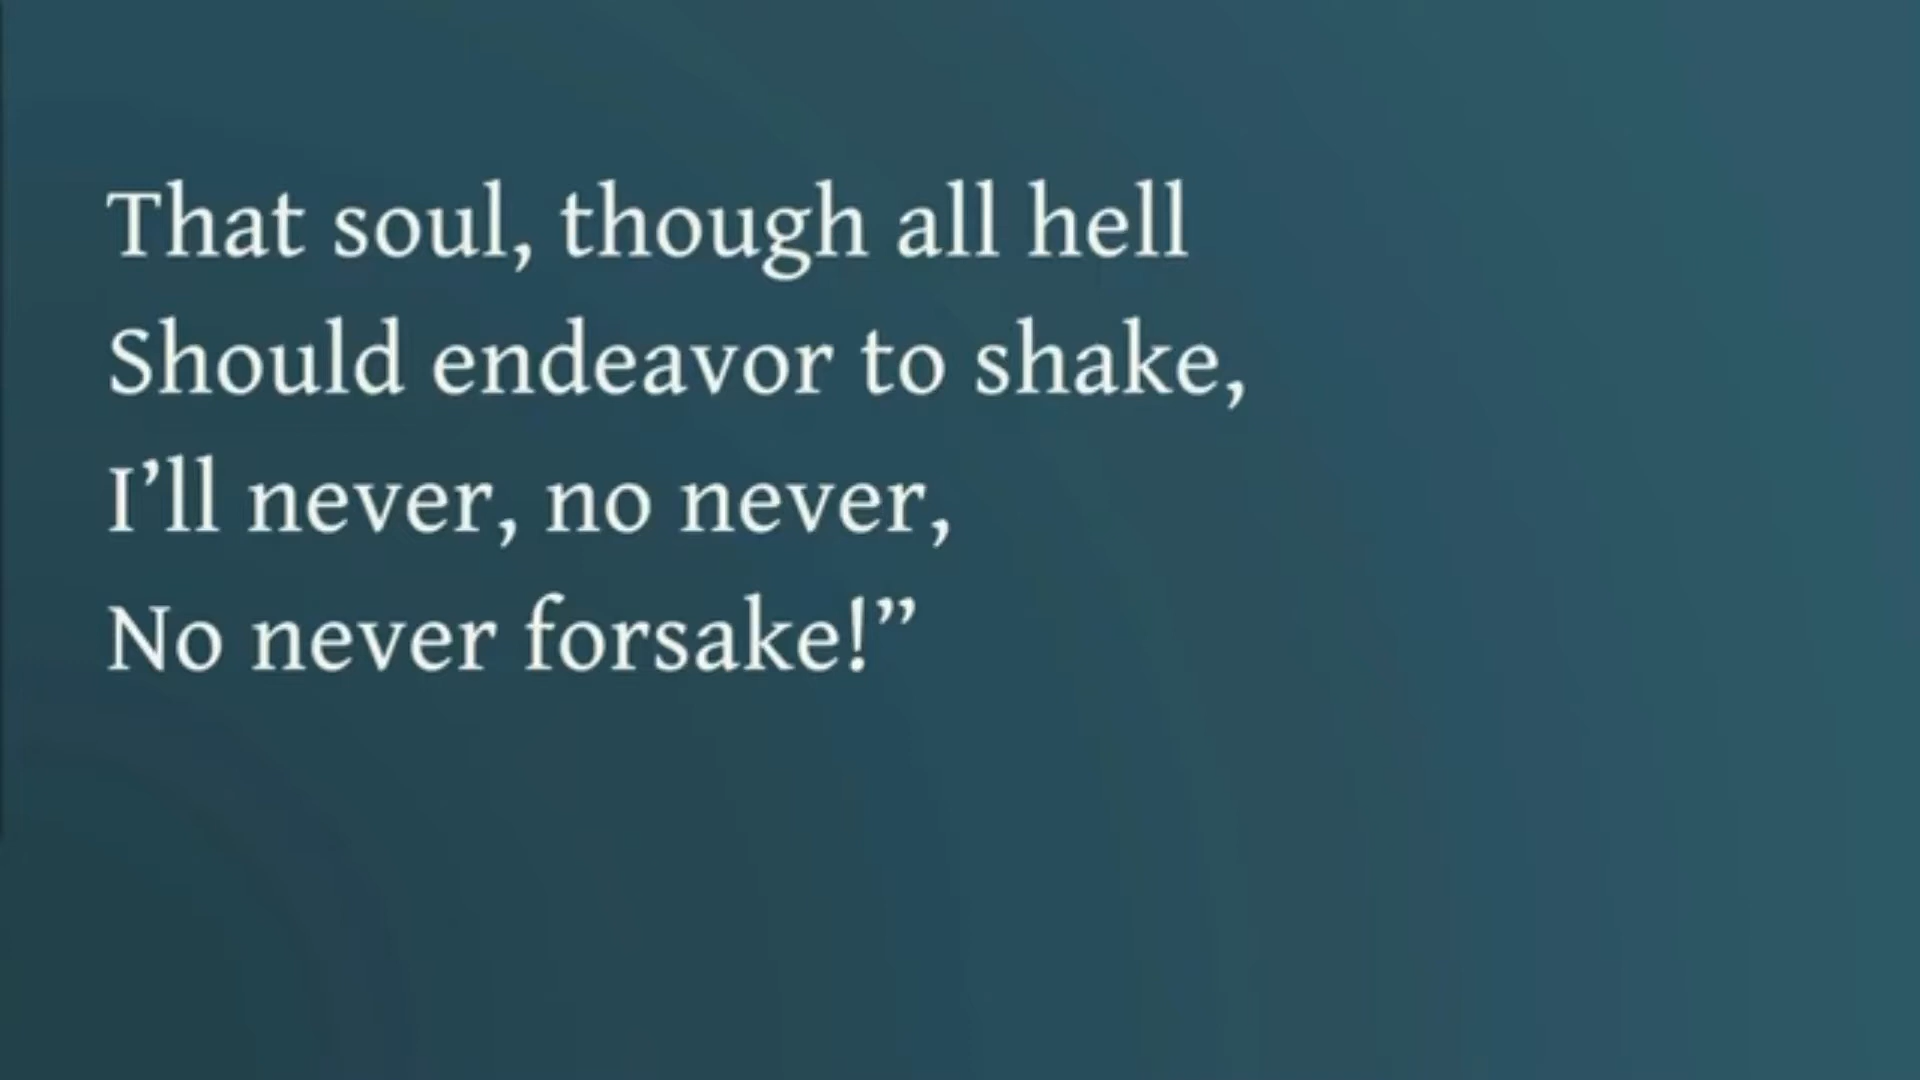 That soul, though all hell
Should endeavor to shake,
I’ll never, no never,
No never forsake!”